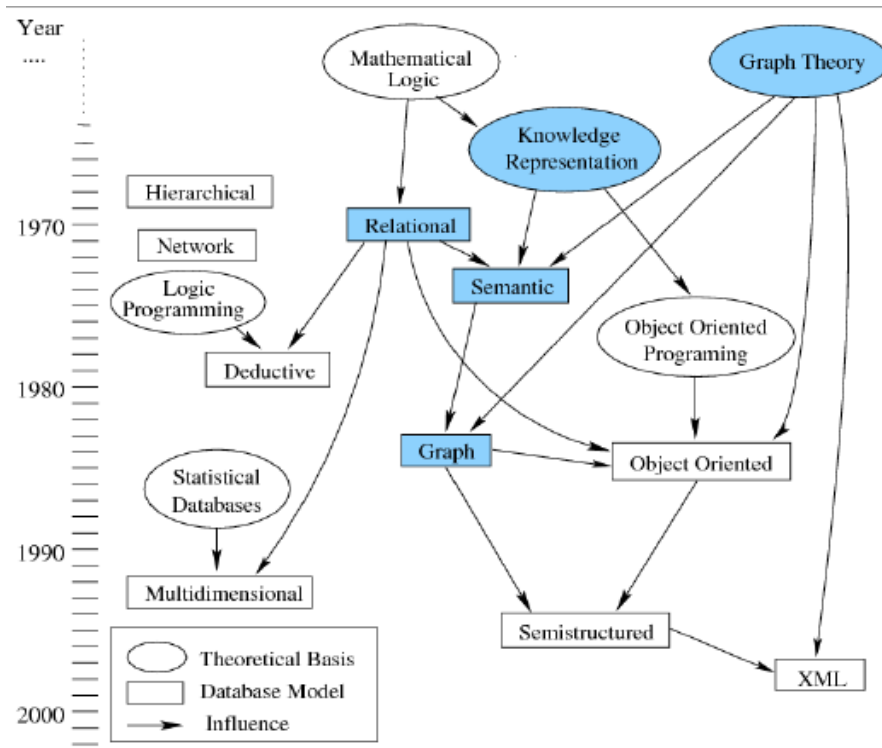 Year
....
Mathematical
Logic
Graph Theory
Knowledge
Representation
Hierarchical
1970
Relational
Network
Semantic
Logic
Programming
Object Oriented
Programing
Deductive
1980
Graph
Object Oriented
Statistical
Databases
1990
Multidimensional
Semistructured
Theoretical Basis
XML
Database Model
2000
Influence